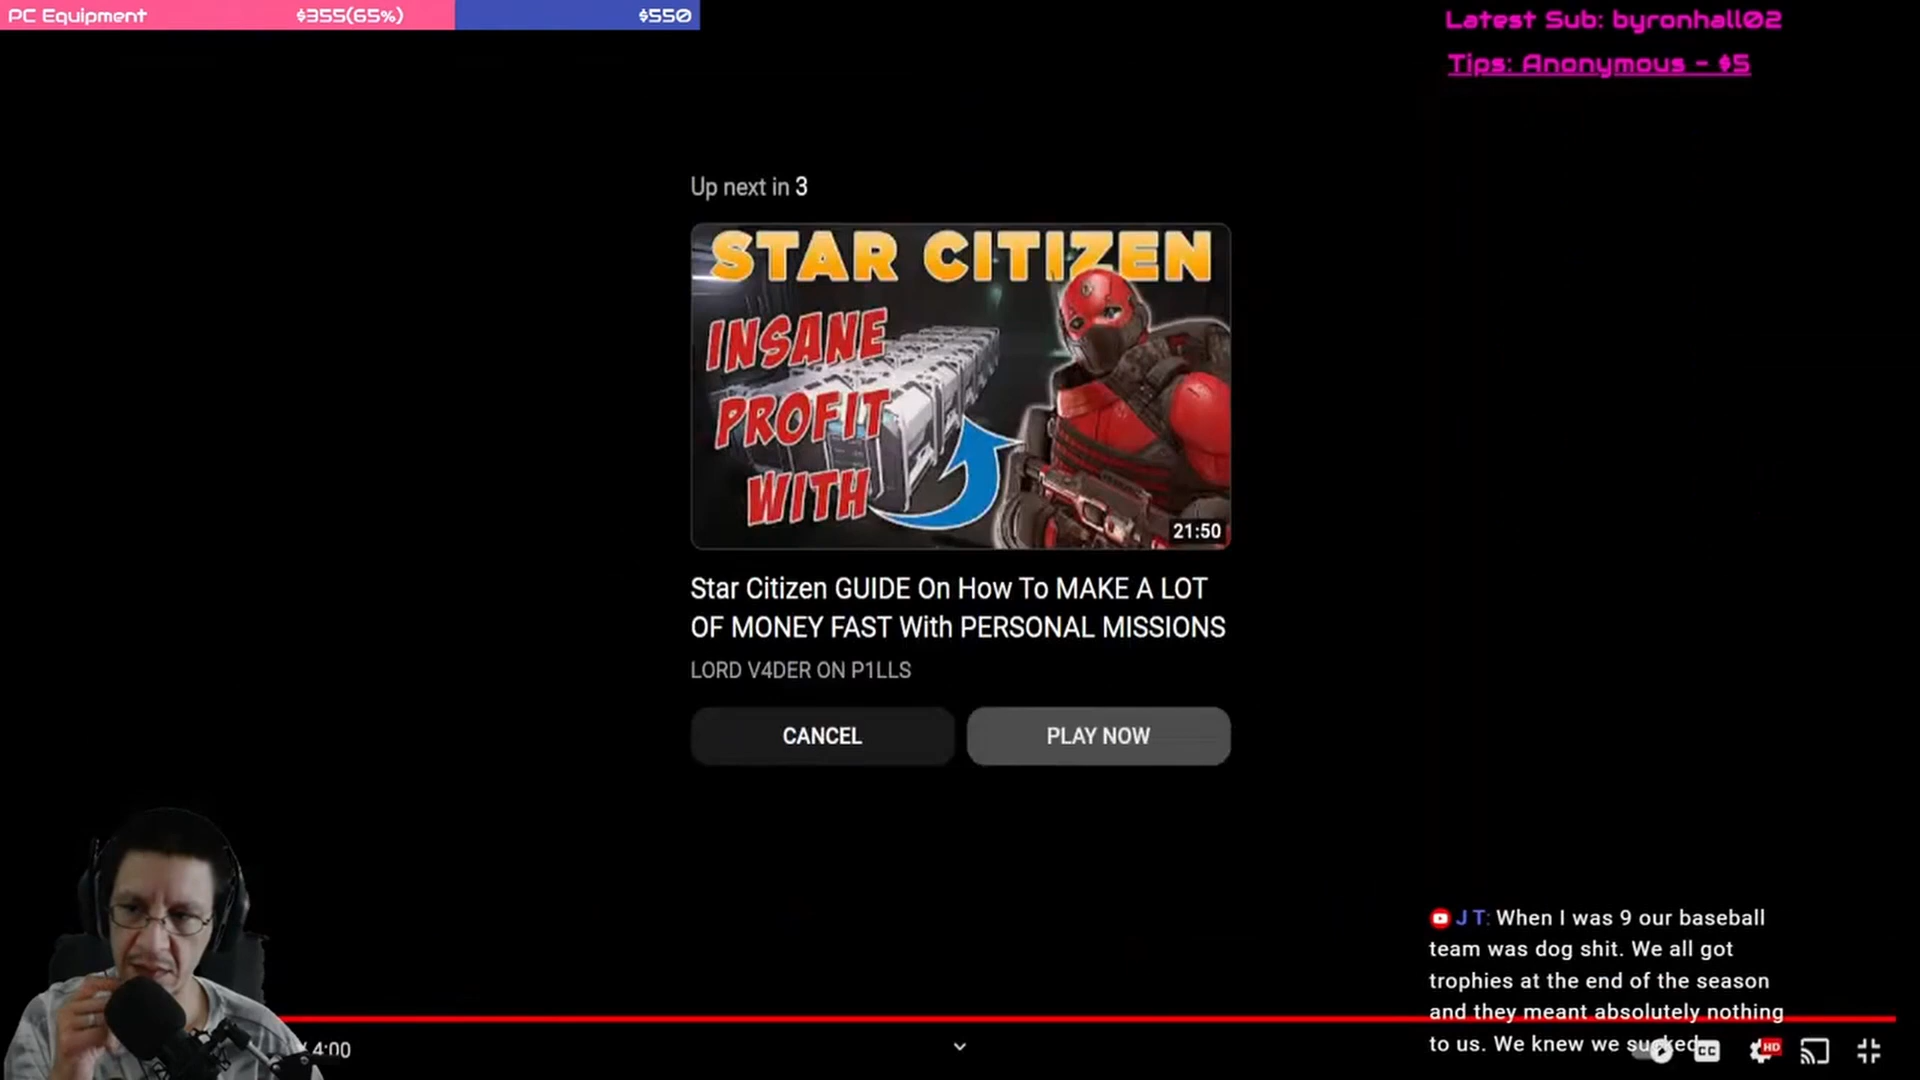 PC Equipment $355(65%) $550
Latest Sub: byronhall02
Tips: Anonymous - $5
Up next in 3
STAR CITIZEN
INSANE
PROFIT
WITH
21:50
Star Citizen GUIDE On How To MAKE A LOT
OF MONEY FAST With PERSONAL MISSIONS
LORD V4DER ON P1LLS
CANCEL PLAY NOW
J T: When I was 9 our baseball
team was dog shit. We all got
trophies at the end of the season
and they meant absolutely nothing
to us. We knew we sucked
/ 4:00
CC HD